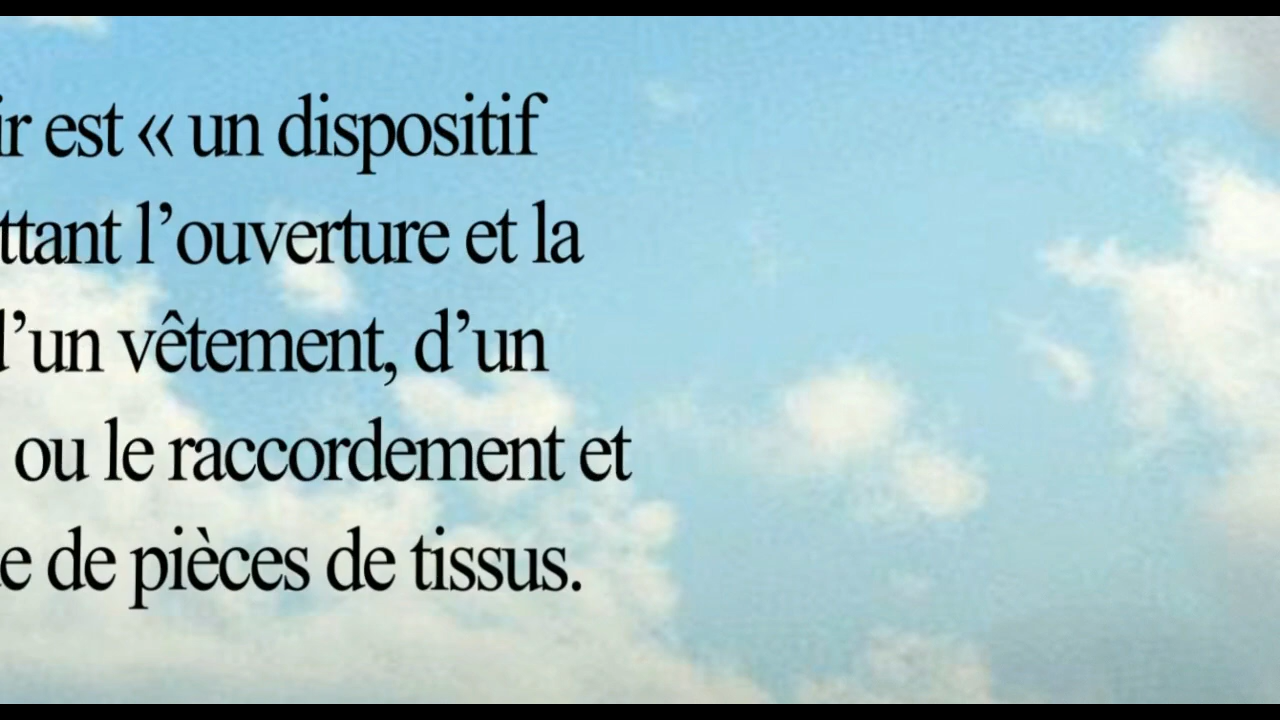 ir est « un dispositif
ttant l’ouverture et la
d’un vêtement, d’un
ou le raccordement et
e de pièces de tissus.